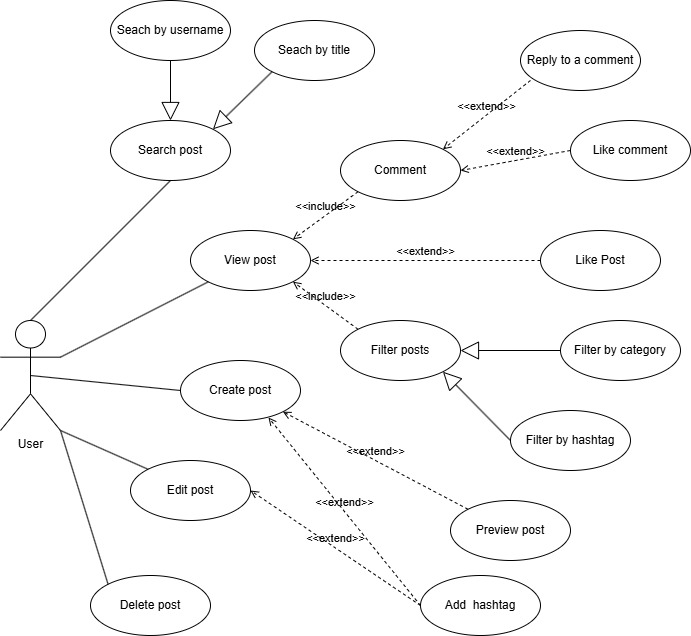 Seach by username
Seach by title
Reply to a comment
<<extend>>
Search post
<<extend>>
Like comment
Comment
<<include>>
View post
<<extend>>
Like Post
<<include>>
Filter posts
Filter by category
Create post
User
Filter by hashtag
<<extend>>
Edit post
<<extend>>
Preview post
<<extend>>
Delete post
Add hashtag